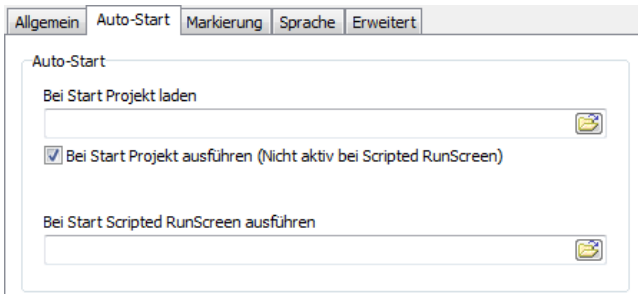 Allgemein Auto-Start Markierung Sprache Erweitert
Auto-Start
Bei Start Projekt laden
Bei Start Projekt ausführen (Nicht aktiv bei Scripted RunScreen)
Bei Start Scripted RunScreen ausführen